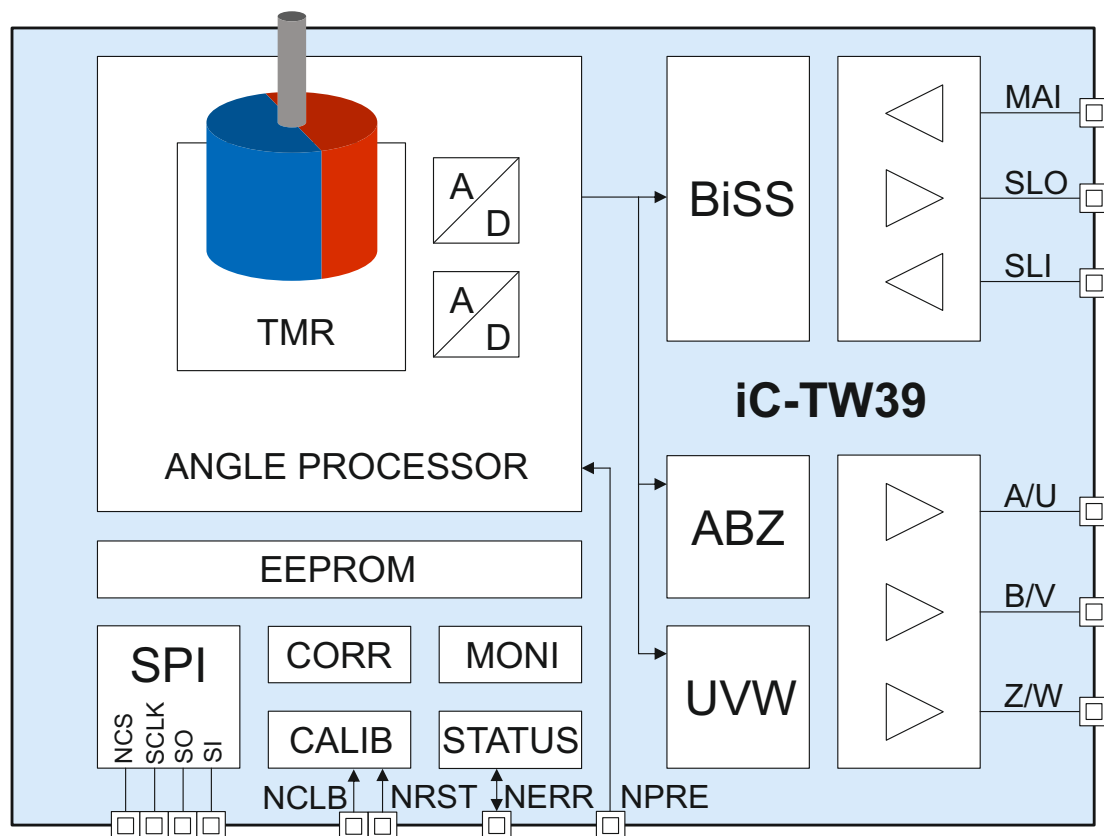 MAI
A
D
BiSS
SLO
SLI
A
D
TMR
iC-TW39
ANGLE PROCESSOR
A/U
ABZ
EEPROM
B/V
SPI
CORR
MONI
UVW
Z/W
NCS
SCLK
SO
SI
CALIB
STATUS
NCLB
NRST
NERR
NPRE